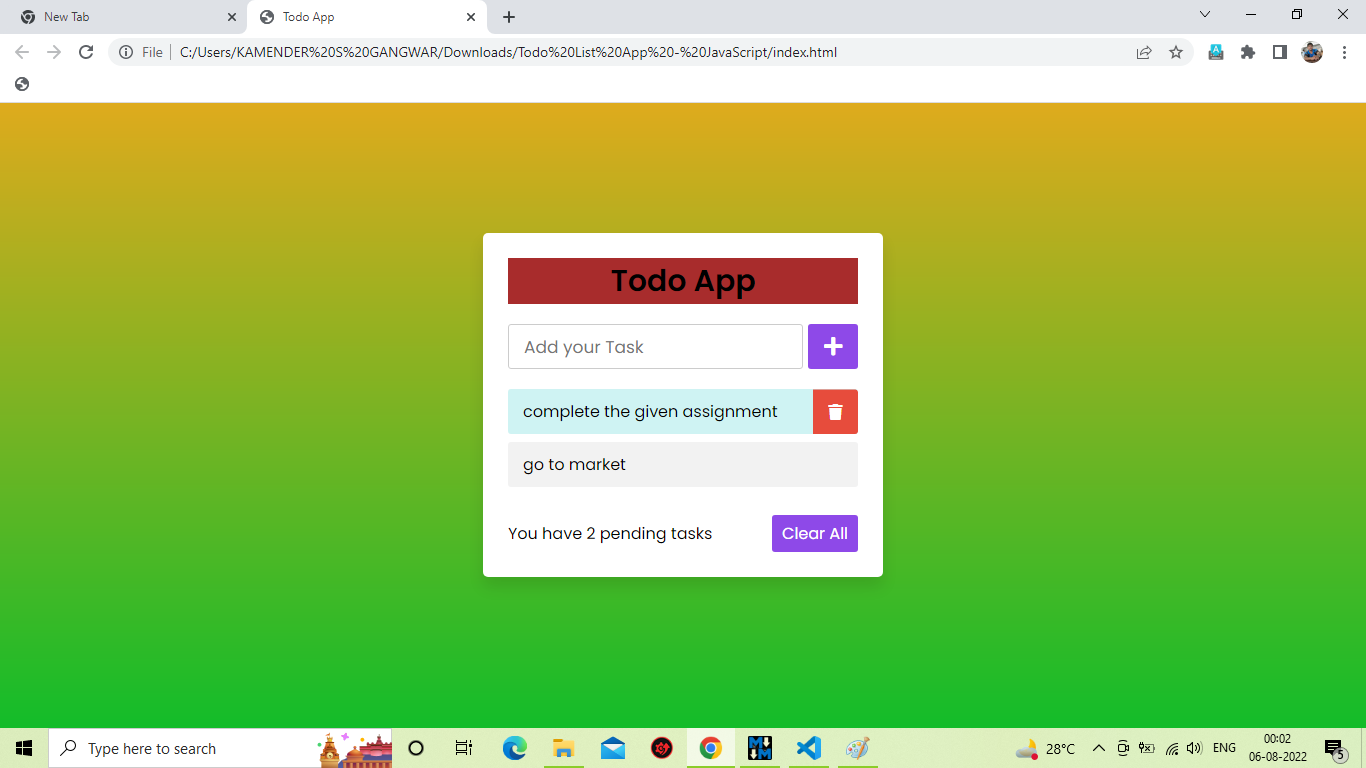 New Tab
Todo App
File
C:/Users/KAMENDER%20S%20GANGWAR/Downloads/Todo%20List%20App%20-%20JavaScript/index.html
Todo App
Add your Task
complete the given assignment
go to market
You have 2 pending tasks
Clear All
Type here to search
28°C
ENG
00:02
06-08-2022
5